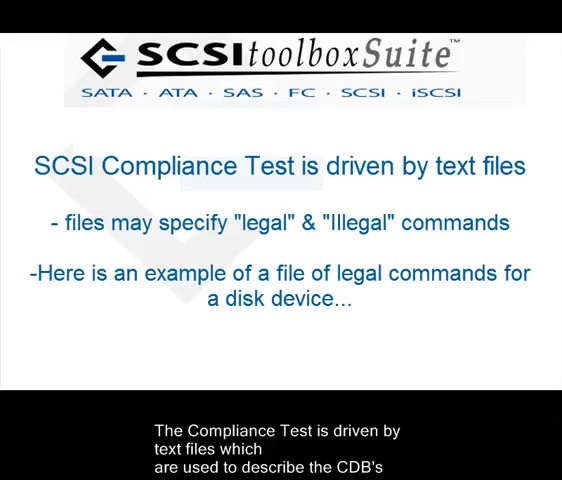 SCSItoolboxSuite™
SATA · ATA · SAS · FC · SCSI · iSCSI
SCSI Compliance Test is driven by text files
- files may specify "legal" & "Illegal" commands
-Here is an example of a file of legal commands for
a disk device...
The Compliance Test is driven by
text files which
are used to describe the CDB's